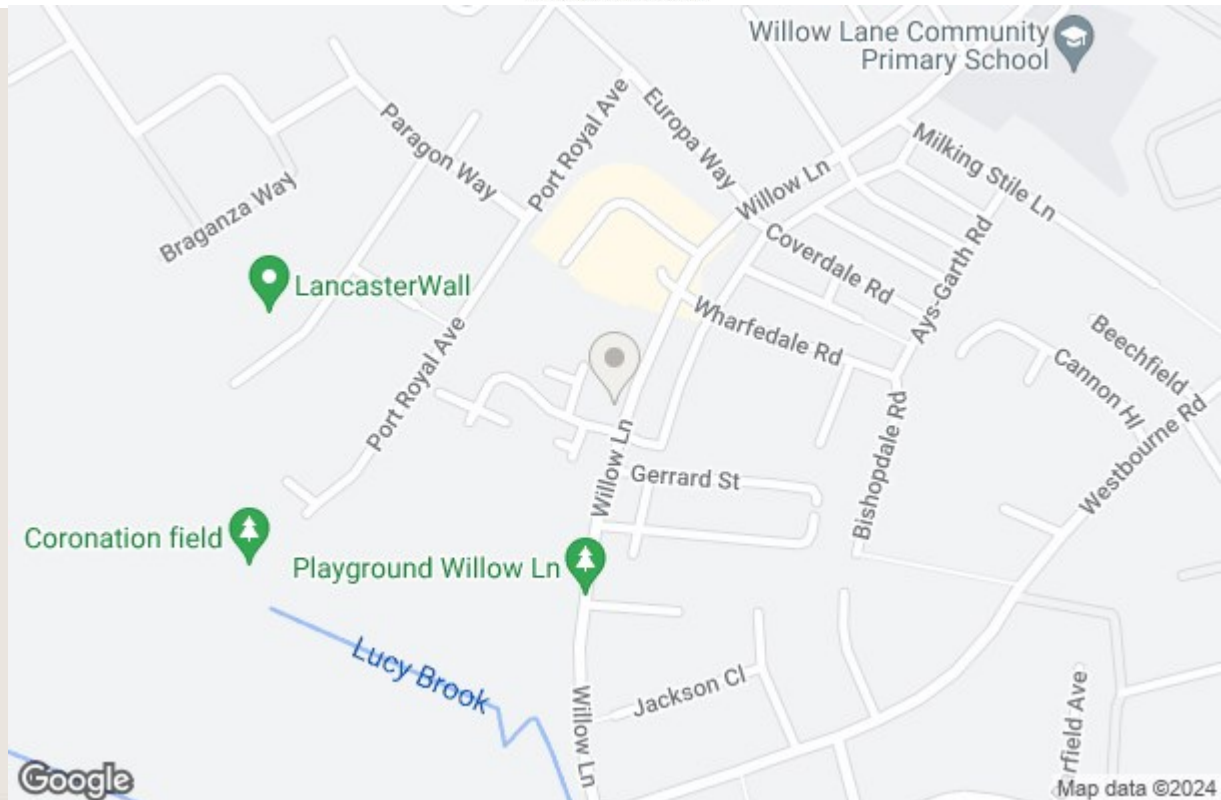 Willow Lane Community
Primary School
Paragon Way
Port Royal Ave
Europa Way
Willow Ln
Milking Stile Ln
Braganza Way
Coverdale Rd
Ays-Garth Rd
LancasterWall
Wharfedale Rd
Port Royal Ave
Beechfield
Cannon Hl
Westbourne Rd
Bishopdale Rd
Willow Ln
Gerrard St
Coronation field
Playground Willow Ln
Lucy Brook
Jackson Cl
Willow Ln
rfield Ave
Google
Map data ©2024